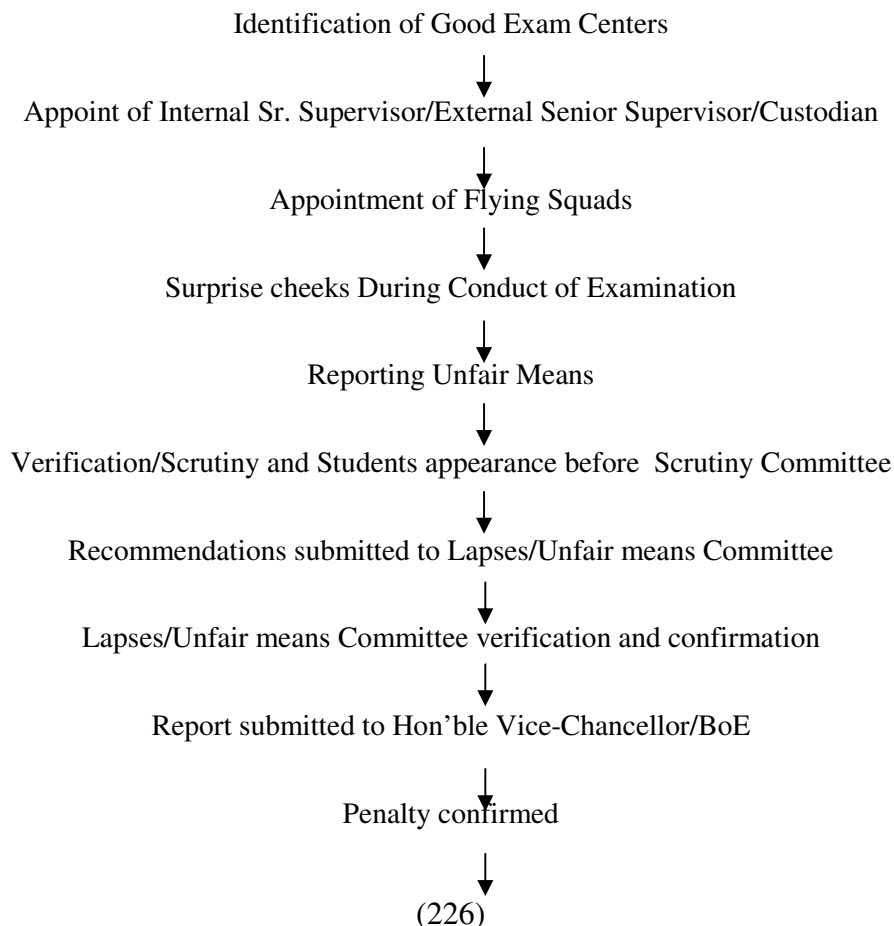 Identification of Good Exam Centers
Appoint of Internal Sr. Supervisor/External Senior Supervisor/Custodian
Appointment of Flying Squads
Surprise cheeks During Conduct of Examination
Reporting Unfair Means
Verification/Scrutiny and Students appearance before Scrutiny Committee
Recommendations submitted to Lapses/Unfair means Committee
Lapses/Unfair means Committee verification and confirmation
Report submitted to Hon'ble Vice-Chancellor/BoE
Penalty confirmed
(226)